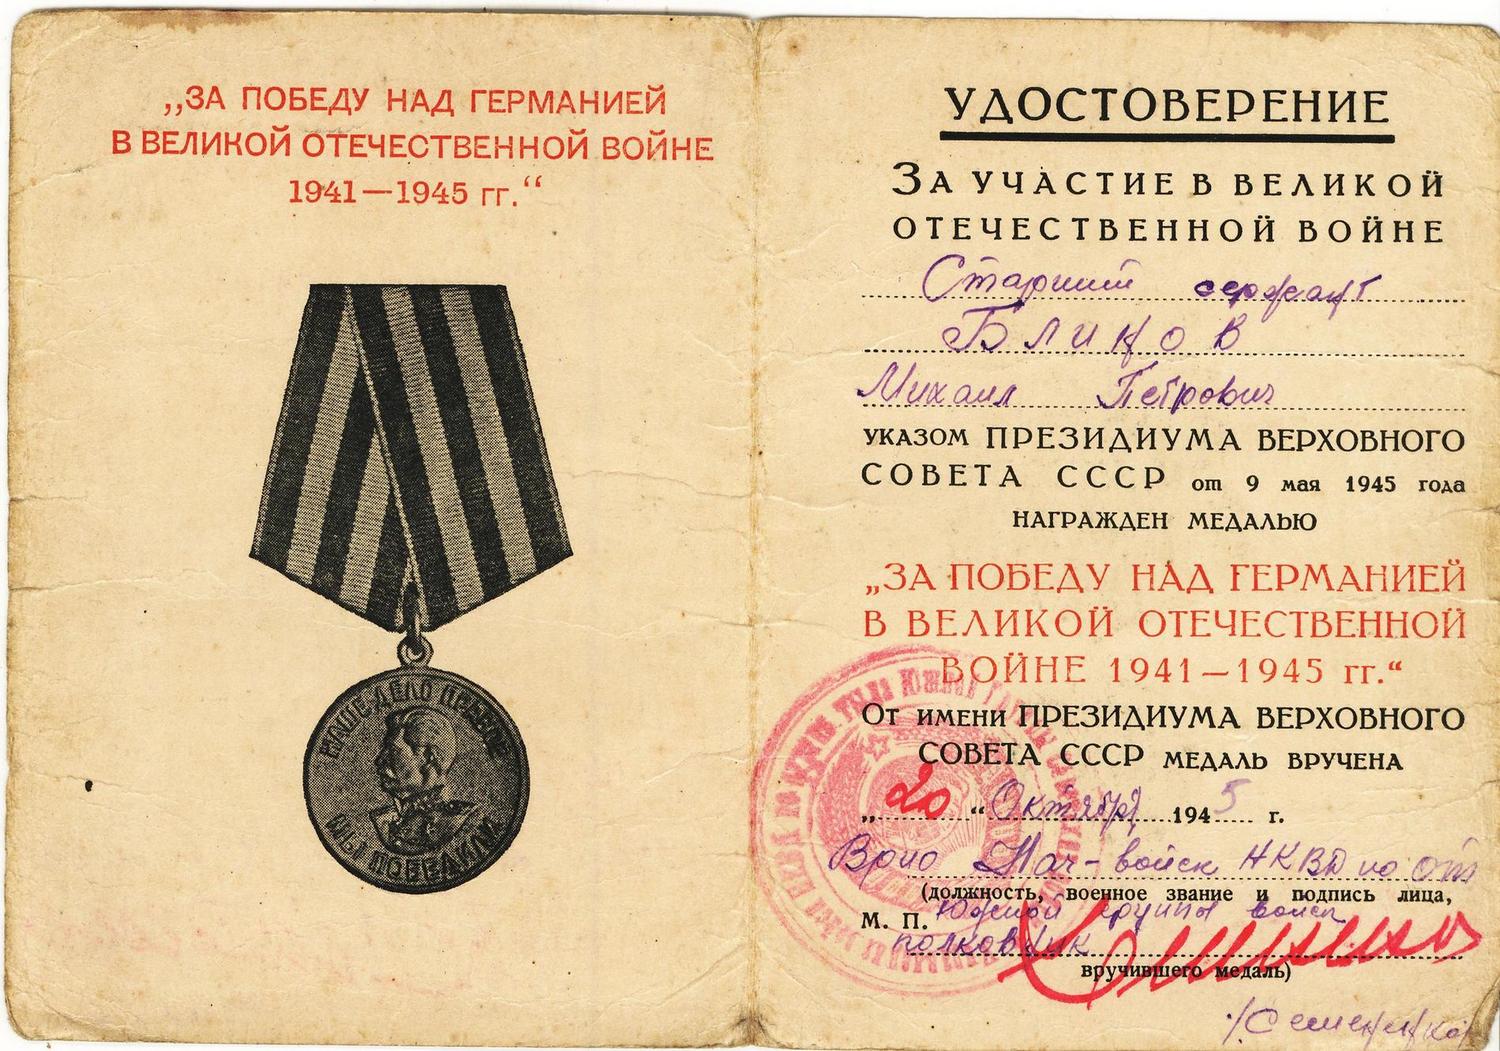 „ЗА ПОБЕДУ НАД ГЕРМАНИЕЙ
В ВЕЛИКОЙ ОТЕЧЕСТВЕННОЙ ВОЙНЕ
1941—1945 гг.“
НАШЕ ДЕЛО ПРАВОЕ
МЫ ПОБЕДИЛИ
УДОСТОВЕРЕНИЕ
ЗА УЧАСТИЕ В ВЕЛИКОЙ
ОТЕЧЕСТВЕННОЙ ВОЙНЕ
Старший сержант
Блинов
Михаил Петрович
УКАЗОМ ПРЕЗИДИУМА ВЕРХОВНОГО
СОВЕТА СССР от 9 мая 1945 года
НАГРАЖДЕН МЕДАЛЬЮ
„ЗА ПОБЕДУ НАД ГЕРМАНИЕЙ
В ВЕЛИКОЙ ОТЕЧЕСТВЕННОЙ
ВОЙНЕ 1941—1945 гг.“
ОТ ИМЕНИ ПРЕЗИДИУМА ВЕРХОВНОГО
СОВЕТА СССР МЕДАЛЬ ВРУЧЕНА
„20“ Октября 1945 г.
Врио Нач-войск НКВД по от
(должность, военное звание и подпись лица,
М. П. Южной группы войск
полковник
вручившего медаль)
/Семененко/